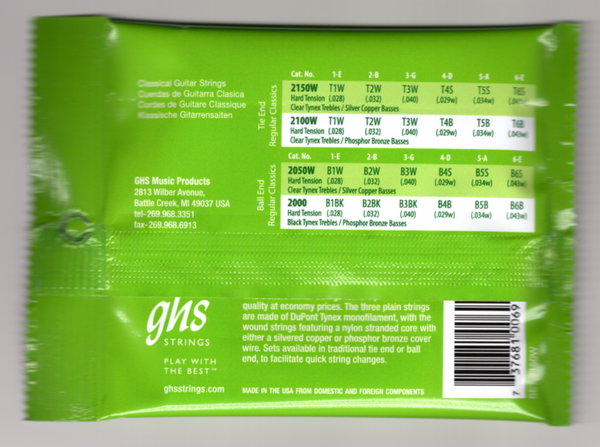 Classical Guitar Strings
Cuerdas de Guitarra Clasica
Cordes de Guitare Classique
Klassische Gitarrensaiten
GHS Music Products
2813 Wilber Avenue,
Battle Creek, MI 49037 USA
tel-269.968.3351
fax-269.968.6913
Tie End
Regular Classics
Cat. No. 1-E 2-B 3-G 4-D 5-A 6-E
2150W T1W T2W T3W T4S T5S T6S
Hard Tension (.028) (.032) (.040) (.029w) (.034w) (.043w)
Clear Tynex Trebles / Silver Copper Basses
2100W T1W T2W T3W T4B T5B T6B
Hard Tension (.028) (.032) (.040) (.029w) (.034w) (.043w)
Clear Tynex Trebles / Phosphor Bronze Basses
Ball End
Regular Classics
Cat. No. 1-E 2-B 3-G 4-D 5-A 6-E
2050W B1W B2W B3W B4S B5S B6S
Hard Tension (.028) (.032) (.040) (.029w) (.034w) (.043w)
Clear Tynex Trebles / Silver Copper Basses
2000 B1BK B2BK B3BK B4B B5B B6B
Hard Tension (.028) (.032) (.040) (.029w) (.034w) (.043w)
Black Tynex Trebles / Phosphor Bronze Basses
ghs
STRINGS
PLAY WITH
THE BEST™
ghsstrings.com
quality at economy prices. The three plain strings
are made of DuPont Tynex monofilament, with the
wound strings featuring a nylon stranded core with
either a silvered copper or phosphor bronze cover
wire. Sets available in traditional tie end or ball
end, to facilitate quick string changes.
MADE IN THE USA FROM DOMESTIC AND FOREIGN COMPONENTS
7 37681 0069